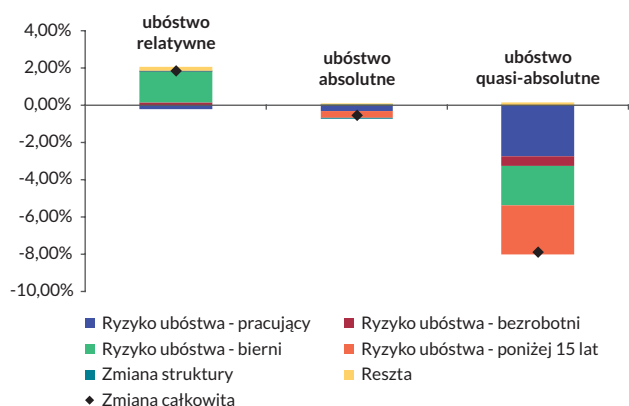 4,00%
2,00%
0,00%
-2,00%
-4,00%
-6,00%
-8,00%
-10,00%
ubóstwo
relatywne
ubóstwo
absolutne
ubóstwo
quasi-absolutne
Ryzyko ubóstwa - pracujący
Ryzyko ubóstwa - bezrobotni
Ryzyko ubóstwa - bierni
Ryzyko ubóstwa - poniżej 15 lat
Zmiana struktury
Reszta
Zmiana całkowita